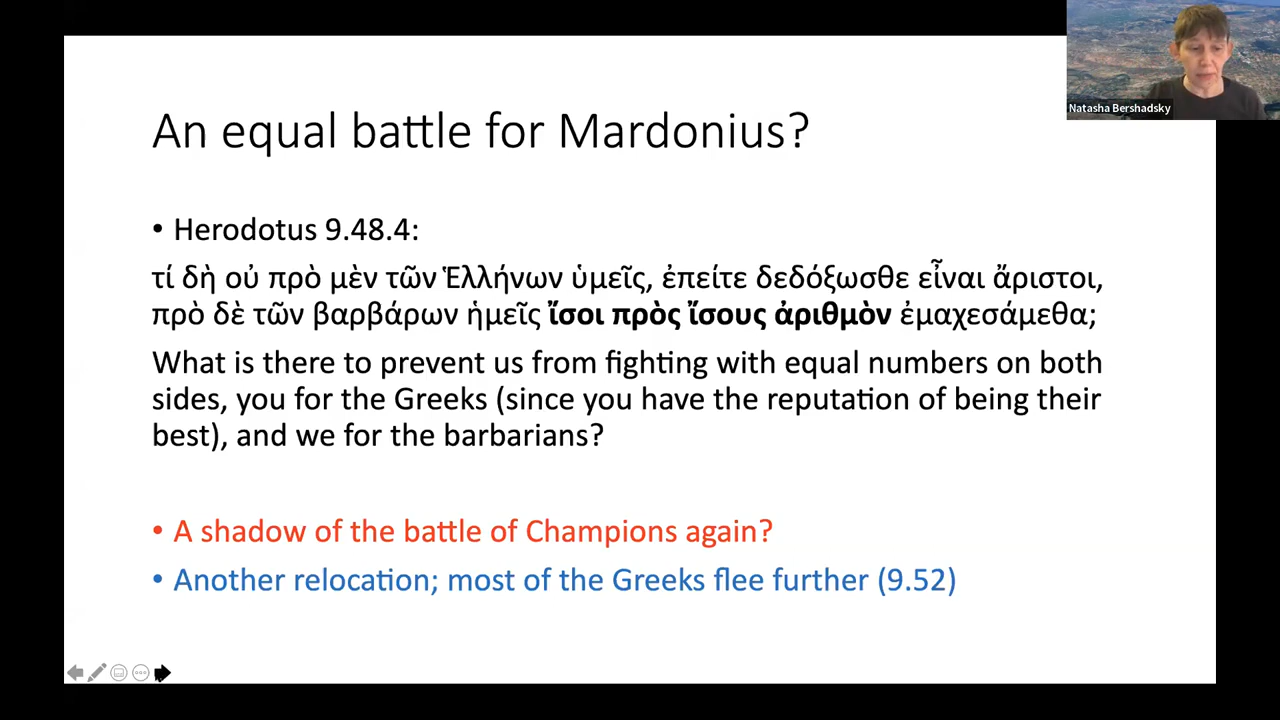 Natasha Bershadsky
An equal battle for Mardonius?
• Herodotus 9.48.4:
τί δὴ οὐ πρὸ μὲν τῶν Ἑλλήνων ὑμεῖς, ἐπείτε δεδόξωσθε εἶναι ἄριστοι,
πρὸ δὲ τῶν βαρβάρων ἡμεῖς ἴσοι πρὸς ἴσους ἀριθμὸν ἐμαχεσάμεθα;
What is there to prevent us from fighting with equal numbers on both
sides, you for the Greeks (since you have the reputation of being their
best), and we for the barbarians?
• A shadow of the battle of Champions again?
• Another relocation; most of the Greeks flee further (9.52)